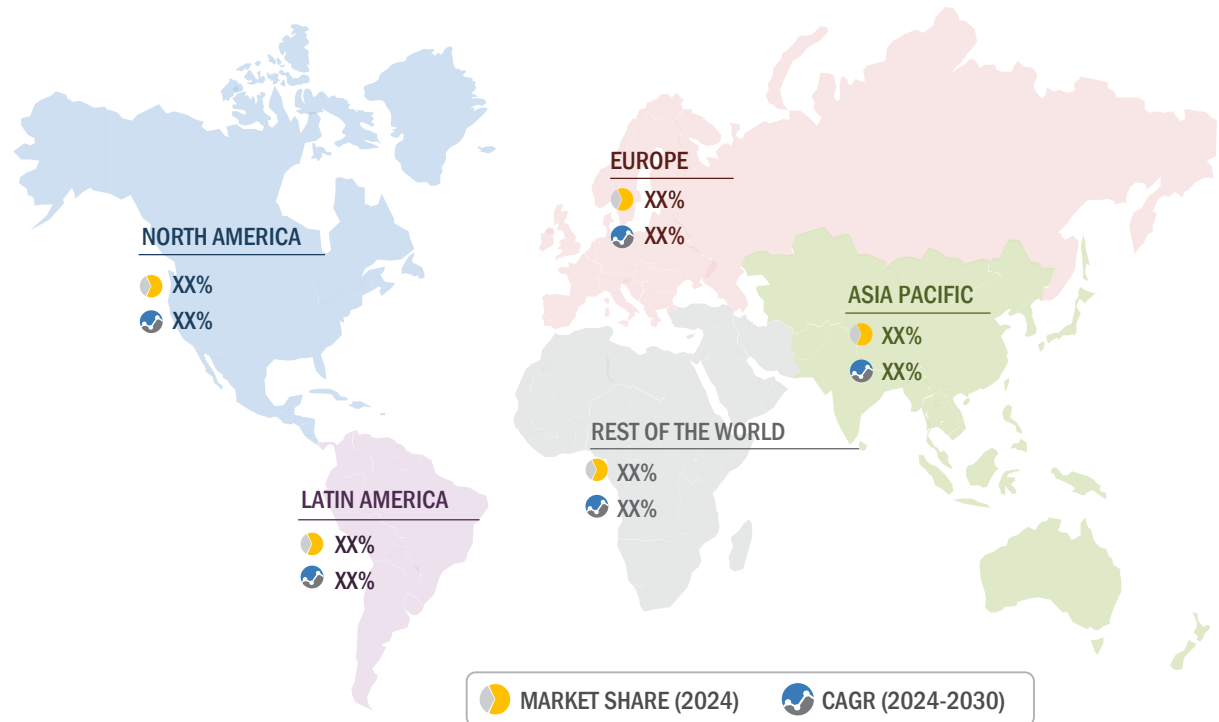 EUROPE
XX%
XX%
NORTH AMERICA
XX%
XX%
ASIA PACIFIC
XX%
XX%
REST OF THE WORLD
XX%
XX%
LATIN AMERICA
XX%
XX%
MARKET SHARE (2024) CAGR (2024-2030)